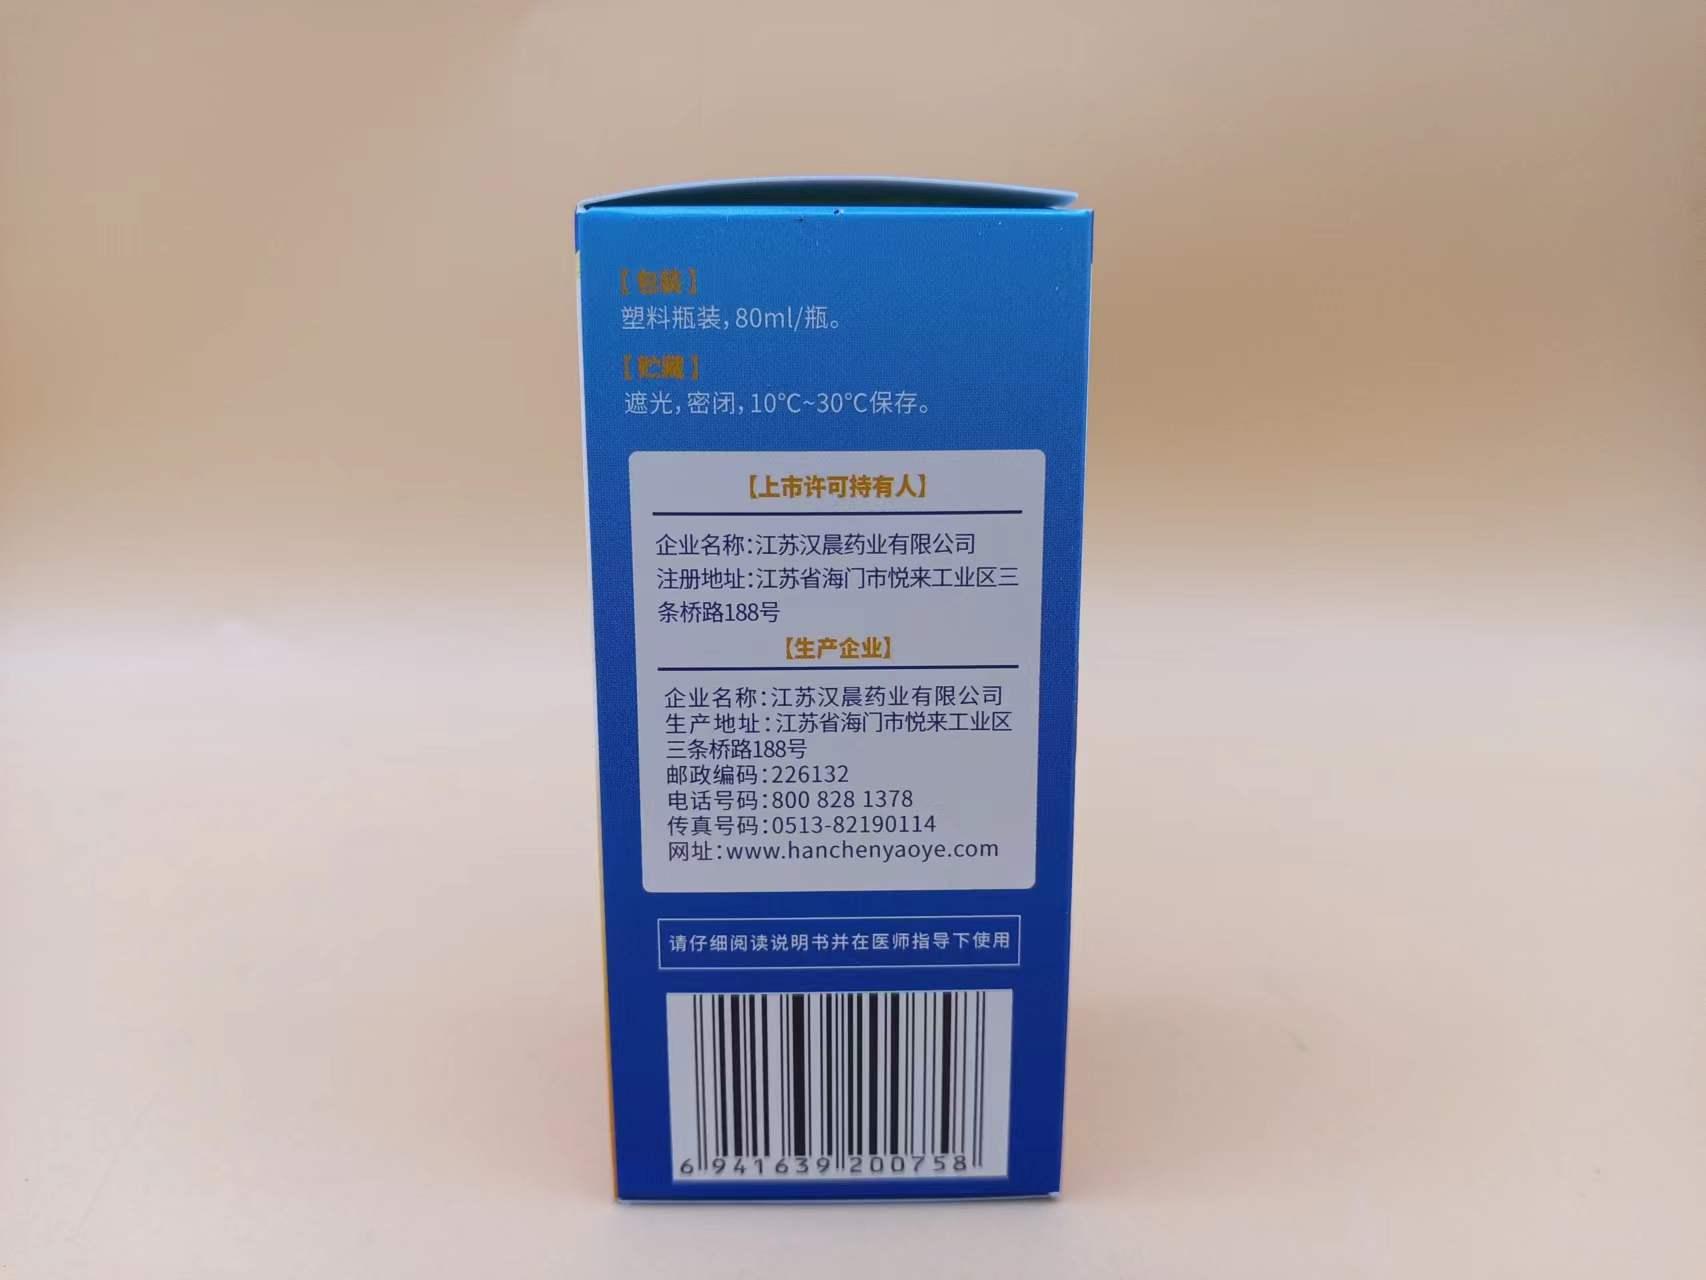 【包装】
塑料瓶装，80ml/瓶。
【贮藏】
遮光，密闭，10℃~30℃保存。
【上市许可持有人】
企业名称：江苏汉晨药业有限公司
注册地址：江苏省海门市悦来工业区三
条桥路188号
【生产企业】
企业名称：江苏汉晨药业有限公司
生产地址：江苏省海门市悦来工业区
三条桥路188号
邮政编码：226132
电话号码：800 828 1378
传真号码：0513-82190114
网址：www.hanchenyaoye.com
请仔细阅读说明书并在医师指导下使用
6 941639 200758